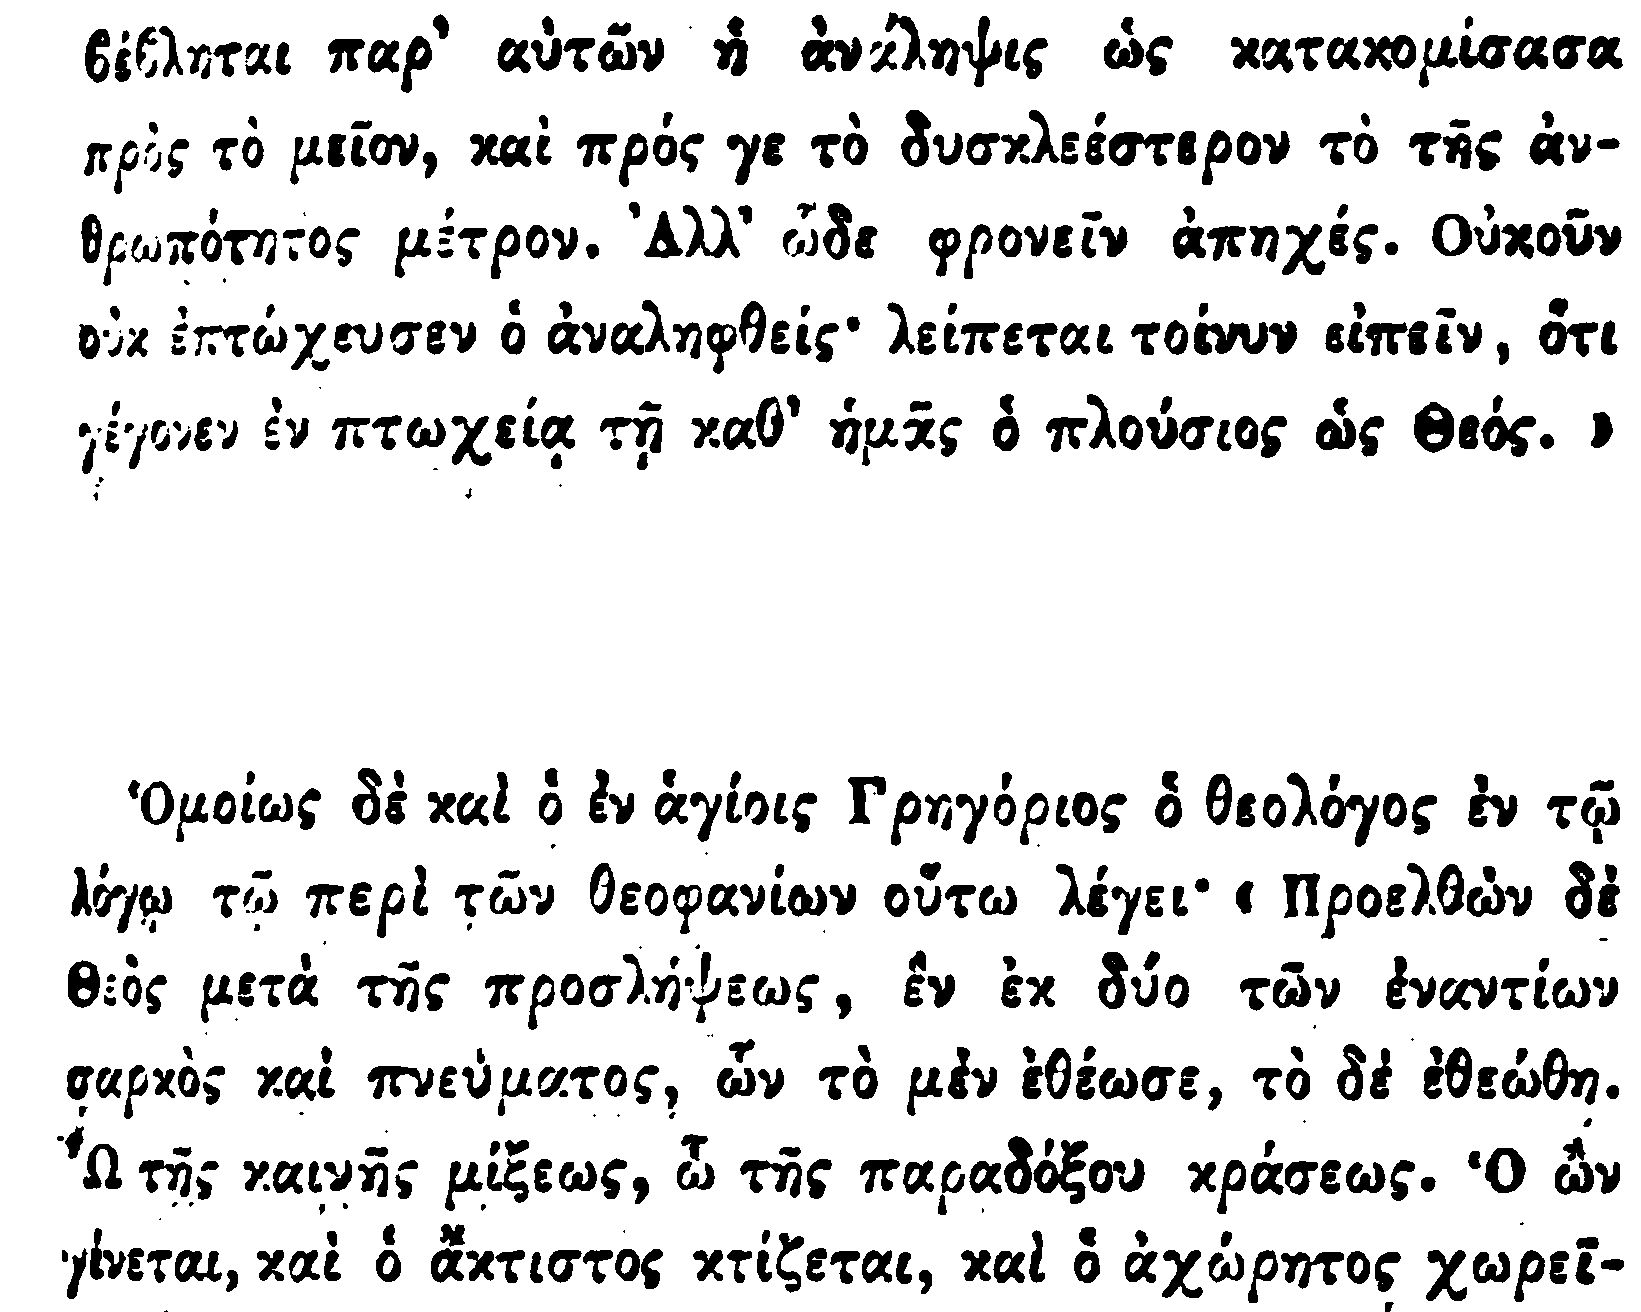 βέβληται παρ' αὐτῶν ἡ ἀνάληψις ὡς κατακομίσασα
πρὸς τὸ μεῖον, καὶ πρός γε τὸ δυσκλεέστερον τὸ τῆς ἀν-
θρωπότητος μέτρον. Ἀλλ' ὧδε φρονεῖν ἀπηχές. Οὐκοῦν
οὐκ ἐπτώχευσεν ὁ ἀναληφθείς· λείπεται τοίνυν εἰπεῖν, ὅτι
γέγονεν ἐν πτωχείᾳ τῇ καθ' ἡμᾶς ὁ πλούσιος ὡς Θεός. »
Ὁμοίως δὲ καὶ ὁ ἐν ἁγίοις Γρηγόριος ὁ θεολόγος ἐν τῷ
λόγῳ τῷ περὶ τῶν θεοφανίων οὕτω λέγει· « Προελθὼν δὲ
Θεὸς μετὰ τῆς προσλήψεως, ἓν ἐκ δύο τῶν ἐναντίων
σαρκὸς καὶ πνεύματος, ὧν τὸ μὲν ἐθέωσε, τὸ δὲ ἐθεώθη.
Ὢ τῆς καινῆς μίξεως, ὢ τῆς παραδόξου κράσεως. Ὁ ὢν
γίνεται, καὶ ὁ ἄκτιστος κτίζεται, καὶ ὁ ἀχώρητος χωρεῖ-